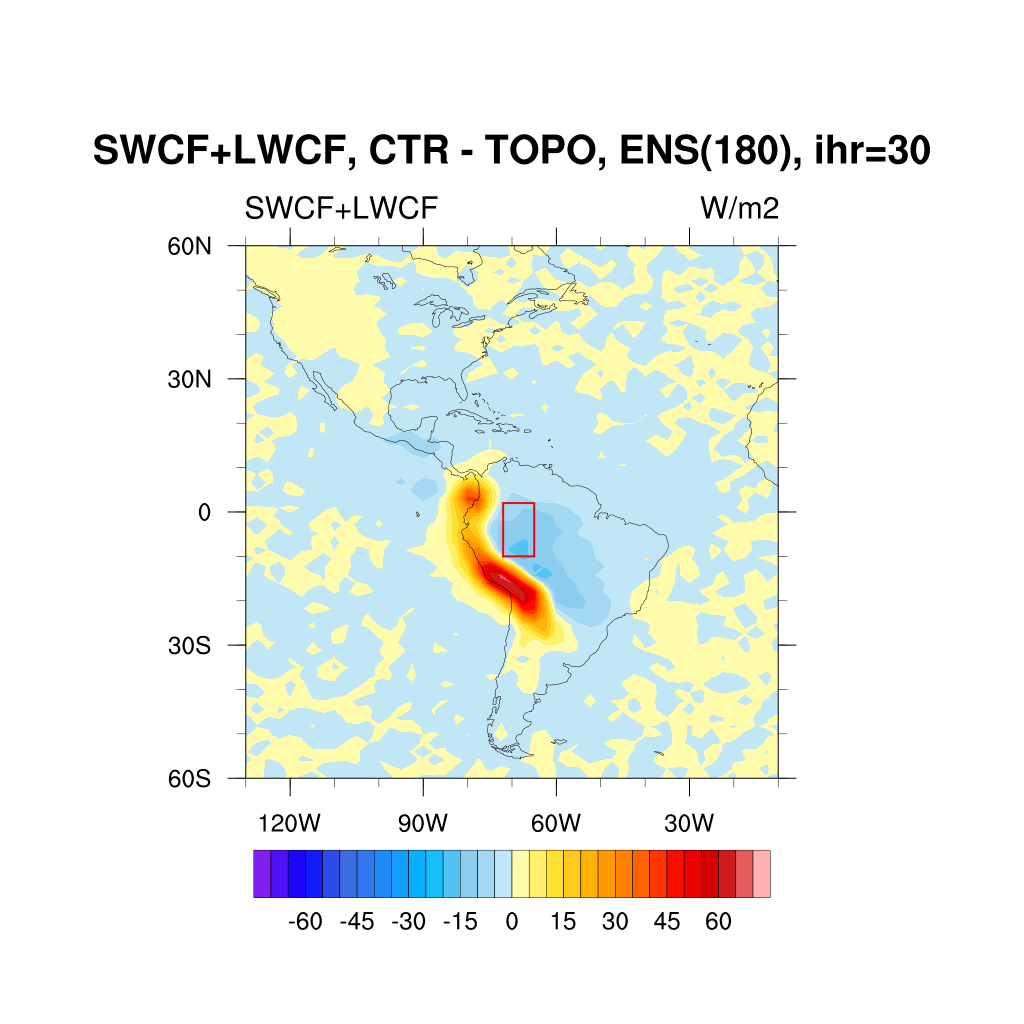 SWCF+LWCF, CTR - TOPO, ENS(180), ihr=30
SWCF+LWCF W/m2
60N
30N
0
30S
60S
120W 90W 60W 30W
-60 -45 -30 -15 0 15 30 45 60